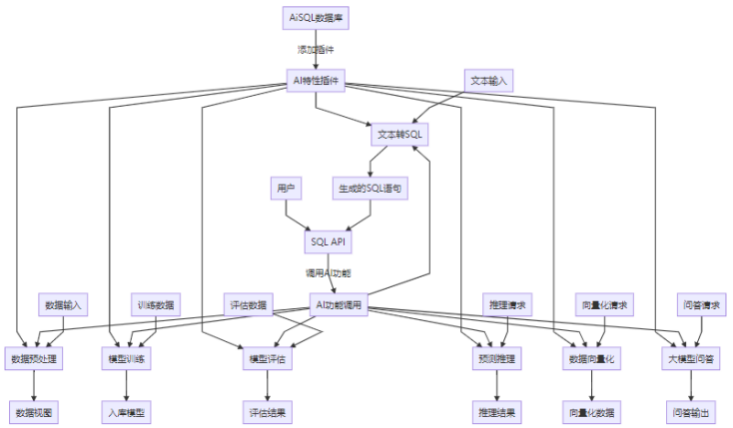 AiSQL数据库
添加插件
AI特性插件
文本输入
文本转SQL
用户
生成的SQL语句
SQL API
调用AI功能
数据输入
训练数据
评估数据
AI功能调用
推理请求
向量化请求
问答请求
数据预处理
模型训练
模型评估
预测推理
数据向量化
大模型问答
数据视图
入库模型
评估结果
推理结果
向量化数据
问答输出